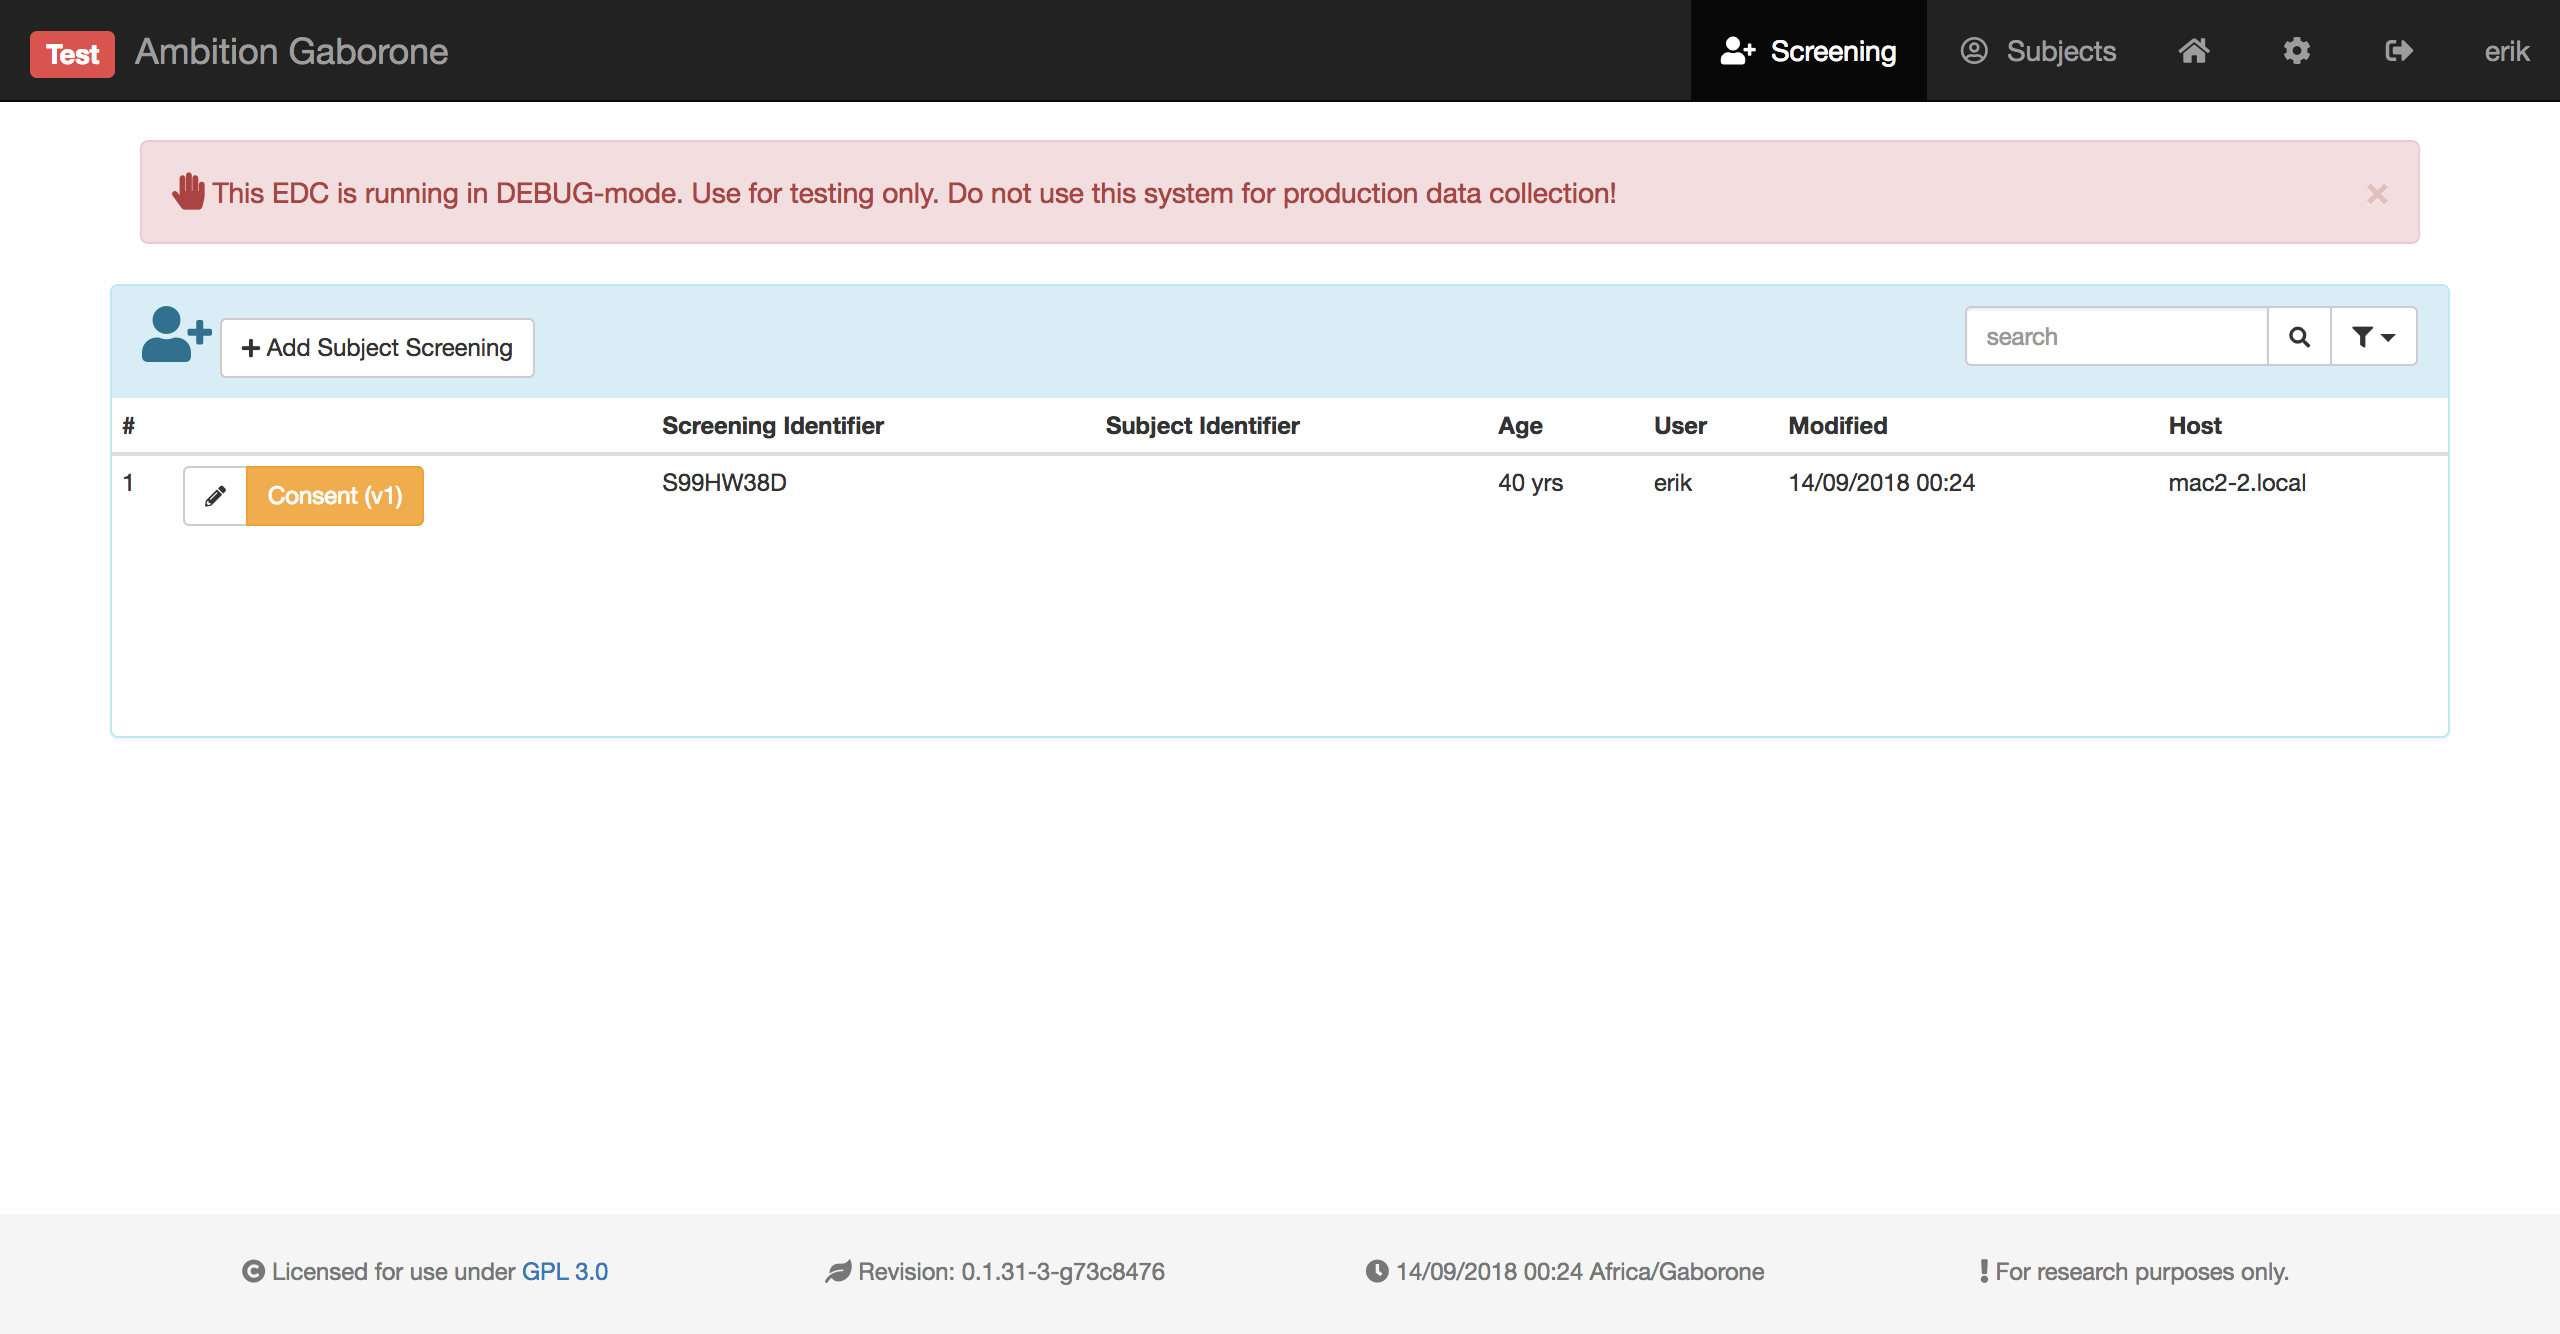 Test Ambition Gaborone Screening Subjects erik
This EDC is running in DEBUG-mode. Use for testing only. Do not use this system for production data collection! ×
Add Subject Screening search
# Screening Identifier Subject Identifier Age User Modified Host
1 Consent (v1) S99HW38D 40 yrs erik 14/09/2018 00:24 mac2-2.local
Licensed for use under GPL 3.0 Revision: 0.1.31-3-g73c8476 14/09/2018 00:24 Africa/Gaborone For research purposes only.